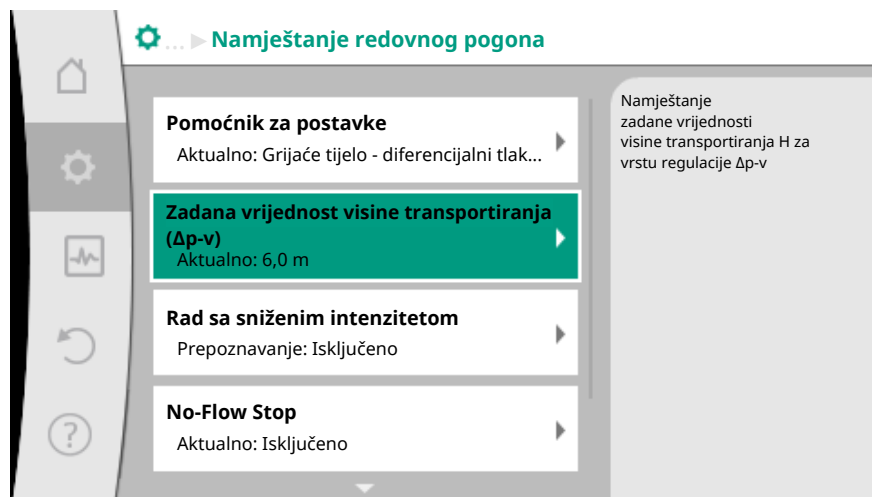 ... Namještanje redovnog pogona
Pomoćnik za postavke
Aktualno: Grijaće tijelo - diferencijalni tlak...
Zadana vrijednost visine transportiranja
(Δp-v)
Aktualno: 6,0 m
Rad sa sniženim intenzitetom
Prepoznavanje: Isključeno
No-Flow Stop
Aktualno: Isključeno
?
Namještanje
zadane vrijednosti
visine transportiranja H za
vrstu regulacije Δp-v